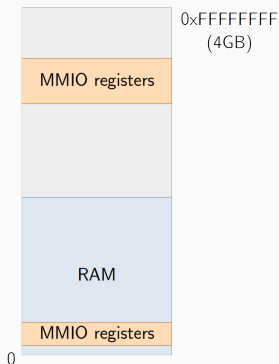 0xFFFFFFFF
(4GB)
MMIO registers
RAM
MMIO registers
0